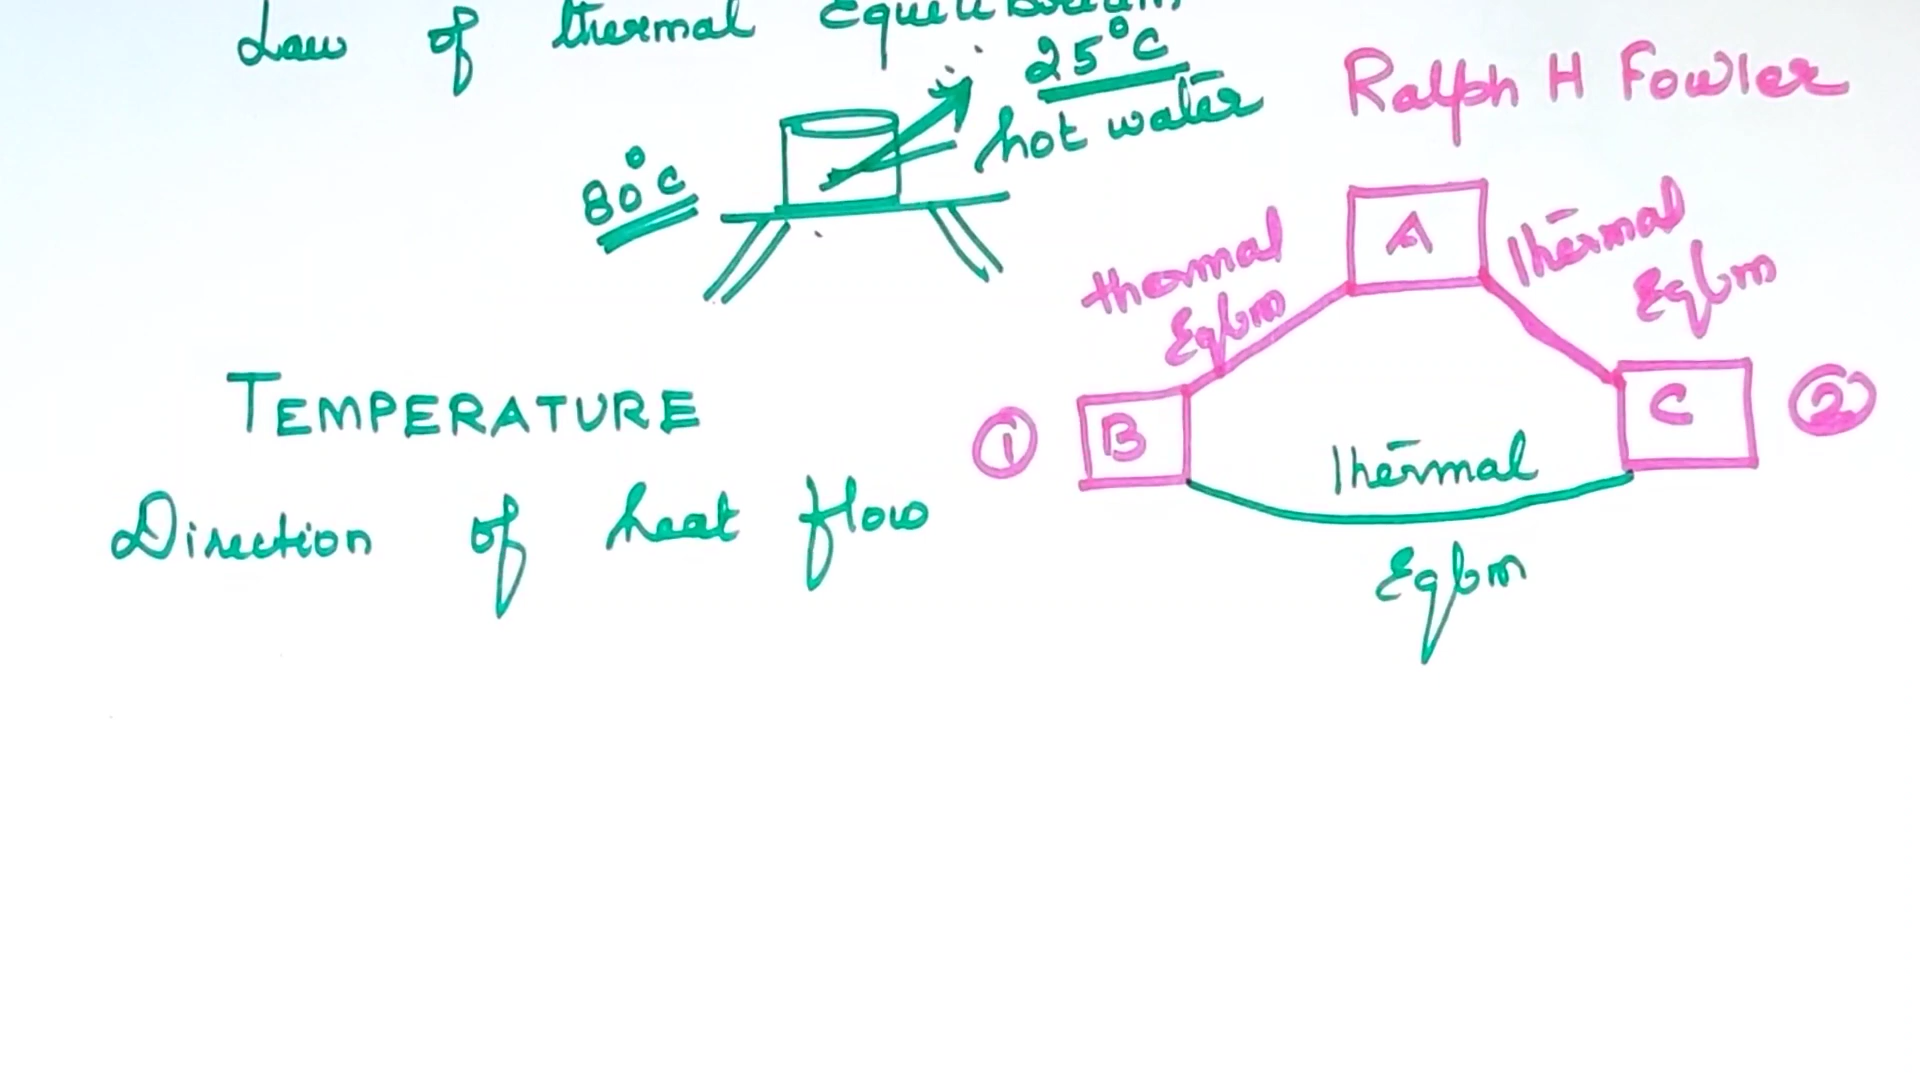 Law of thermal Equilibrium
25°C
hot water
80°C
Ralph H Fowler
A
thermal
Eqbm
Thermal
Eqbm
① B
C ②
Thermal
Eqbm
TEMPERATURE
Direction of heat flow